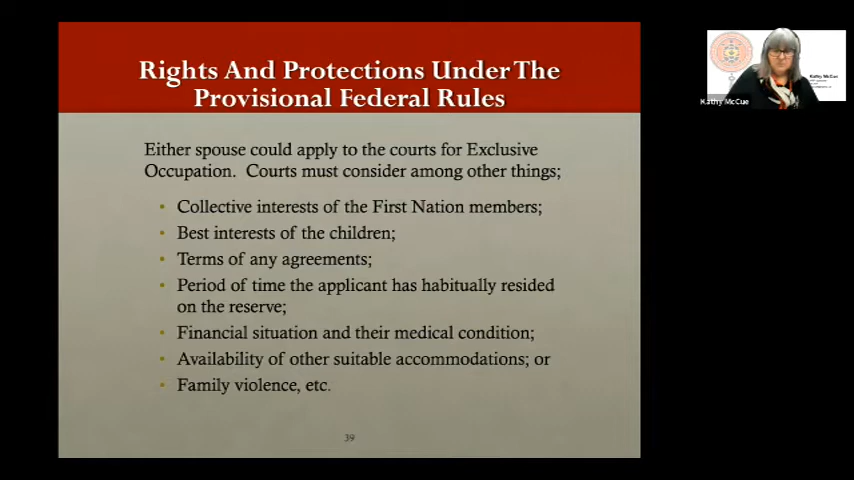 Rights And Protections Under The
Provisional Federal Rules
Either spouse could apply to the courts for Exclusive
Occupation. Courts must consider among other things;
• Collective interests of the First Nation members;
• Best interests of the children;
• Terms of any agreements;
• Period of time the applicant has habitually resided
on the reserve;
• Financial situation and their medical condition;
• Availability of other suitable accommodations; or
• Family violence, etc.
39
Kathy McCue
Kathy McCue